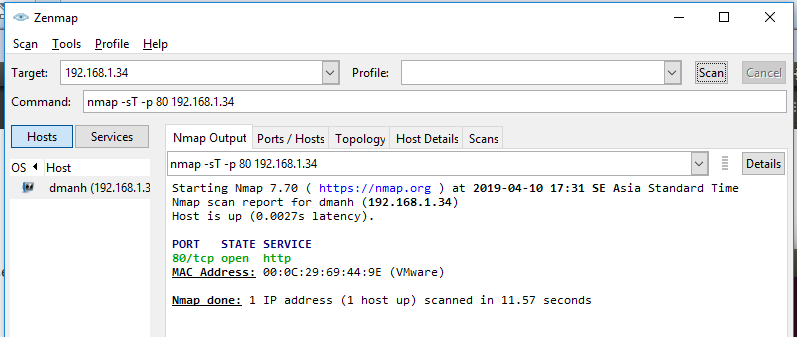 Zenmap
Scan Tools Profile Help
Target: 192.168.1.34 Profile: Scan Cancel
Command: nmap -sT -p 80 192.168.1.34
Hosts Services Nmap Output Ports / Hosts Topology Host Details Scans
OS Host nmap -sT -p 80 192.168.1.34 Details
dmanh (192.168.1.3
Starting Nmap 7.70 ( https://nmap.org ) at 2019-04-10 17:31 SE Asia Standard Time
Nmap scan report for dmanh (192.168.1.34)
Host is up (0.0027s latency).
PORT STATE SERVICE
80/tcp open http
MAC Address: 00:0C:29:69:44:9E (VMware)
Nmap done: 1 IP address (1 host up) scanned in 11.57 seconds